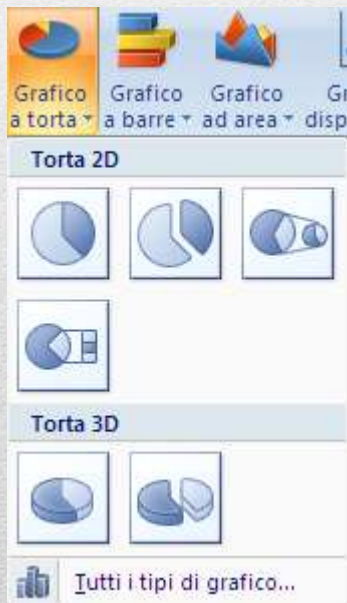 Grafico Grafico Grafico
a torta a barre ad area
Torta 2D
Torta 3D
Tutti i tipi di grafico...